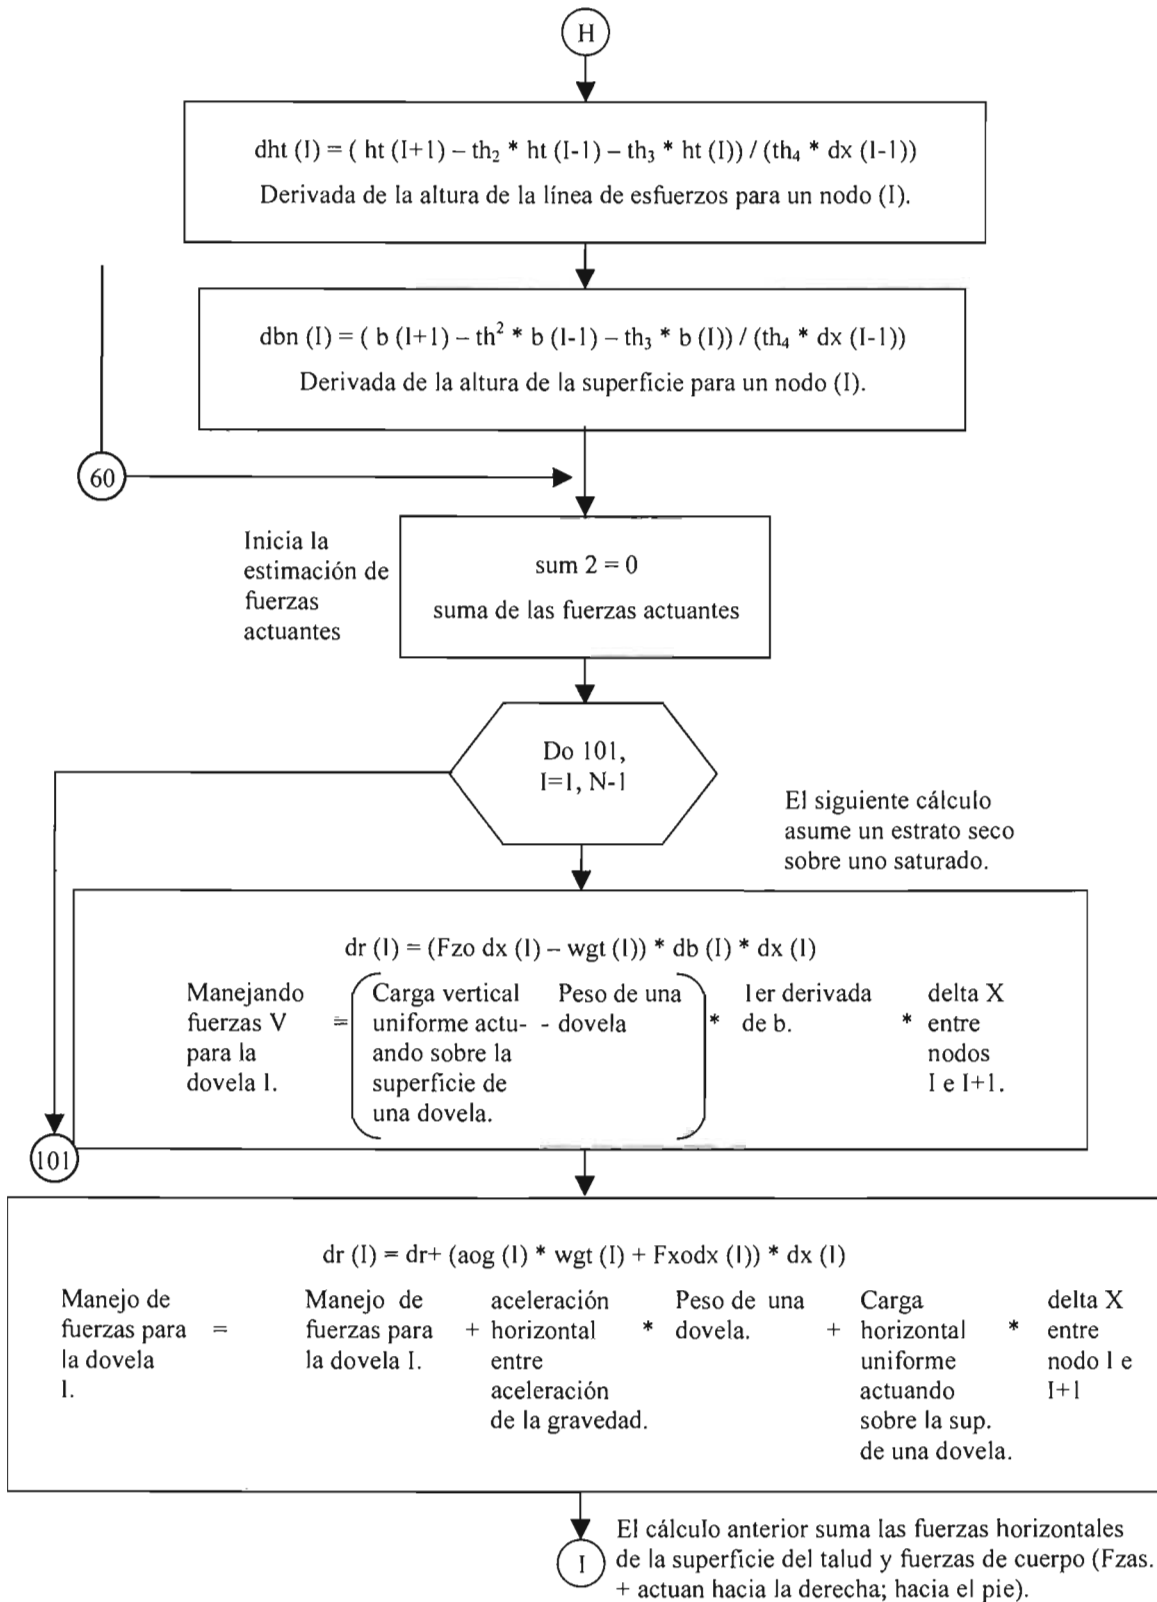 H
dht (I) = ( ht (I+1) – th₂ * ht (I-1) – th₃ * ht (I)) / (th₄ * dx (I-1))
Derivada de la altura de la línea de esfuerzos para un nodo (I).
dbn (I) = ( b (I+1) – th² * b (I-1) – th₃ * b (I)) / (th₄ * dx (I-1))
Derivada de la altura de la superficie para un nodo (I).
60
Inicia la
estimación de
fuerzas
actuantes
sum 2 = 0
suma de las fuerzas actuantes
Do 101,
I=1, N-1
El siguiente cálculo
asume un estrato seco
sobre uno saturado.
dr (I) = (Fzo dx (I) – wgt (I)) * db (I) * dx (I)
Manejando
fuerzas V
para la
dovela I.
=
Carga vertical
uniforme actu-
ando sobre la
superficie de
una dovela.
-
Peso de una
dovela
*
1er derivada
de b.
*
delta X
entre
nodos
I e I+1.
101
dr (I) = dr+ (aog (I) * wgt (I) + Fxodx (I)) * dx (I)
Manejo de
fuerzas para
la dovela
I.
=
Manejo de
fuerzas para
la dovela I.
+
aceleración
horizontal
entre
aceleración
de la gravedad.
*
Peso de una
dovela.
+
Carga
horizontal
uniforme
actuando
sobre la sup.
de una dovela.
*
delta X
entre
nodo I e
I+1
I
El cálculo anterior suma las fuerzas horizontales
de la superficie del talud y fuerzas de cuerpo (Fzas.
+ actuan hacia la derecha; hacia el pie).